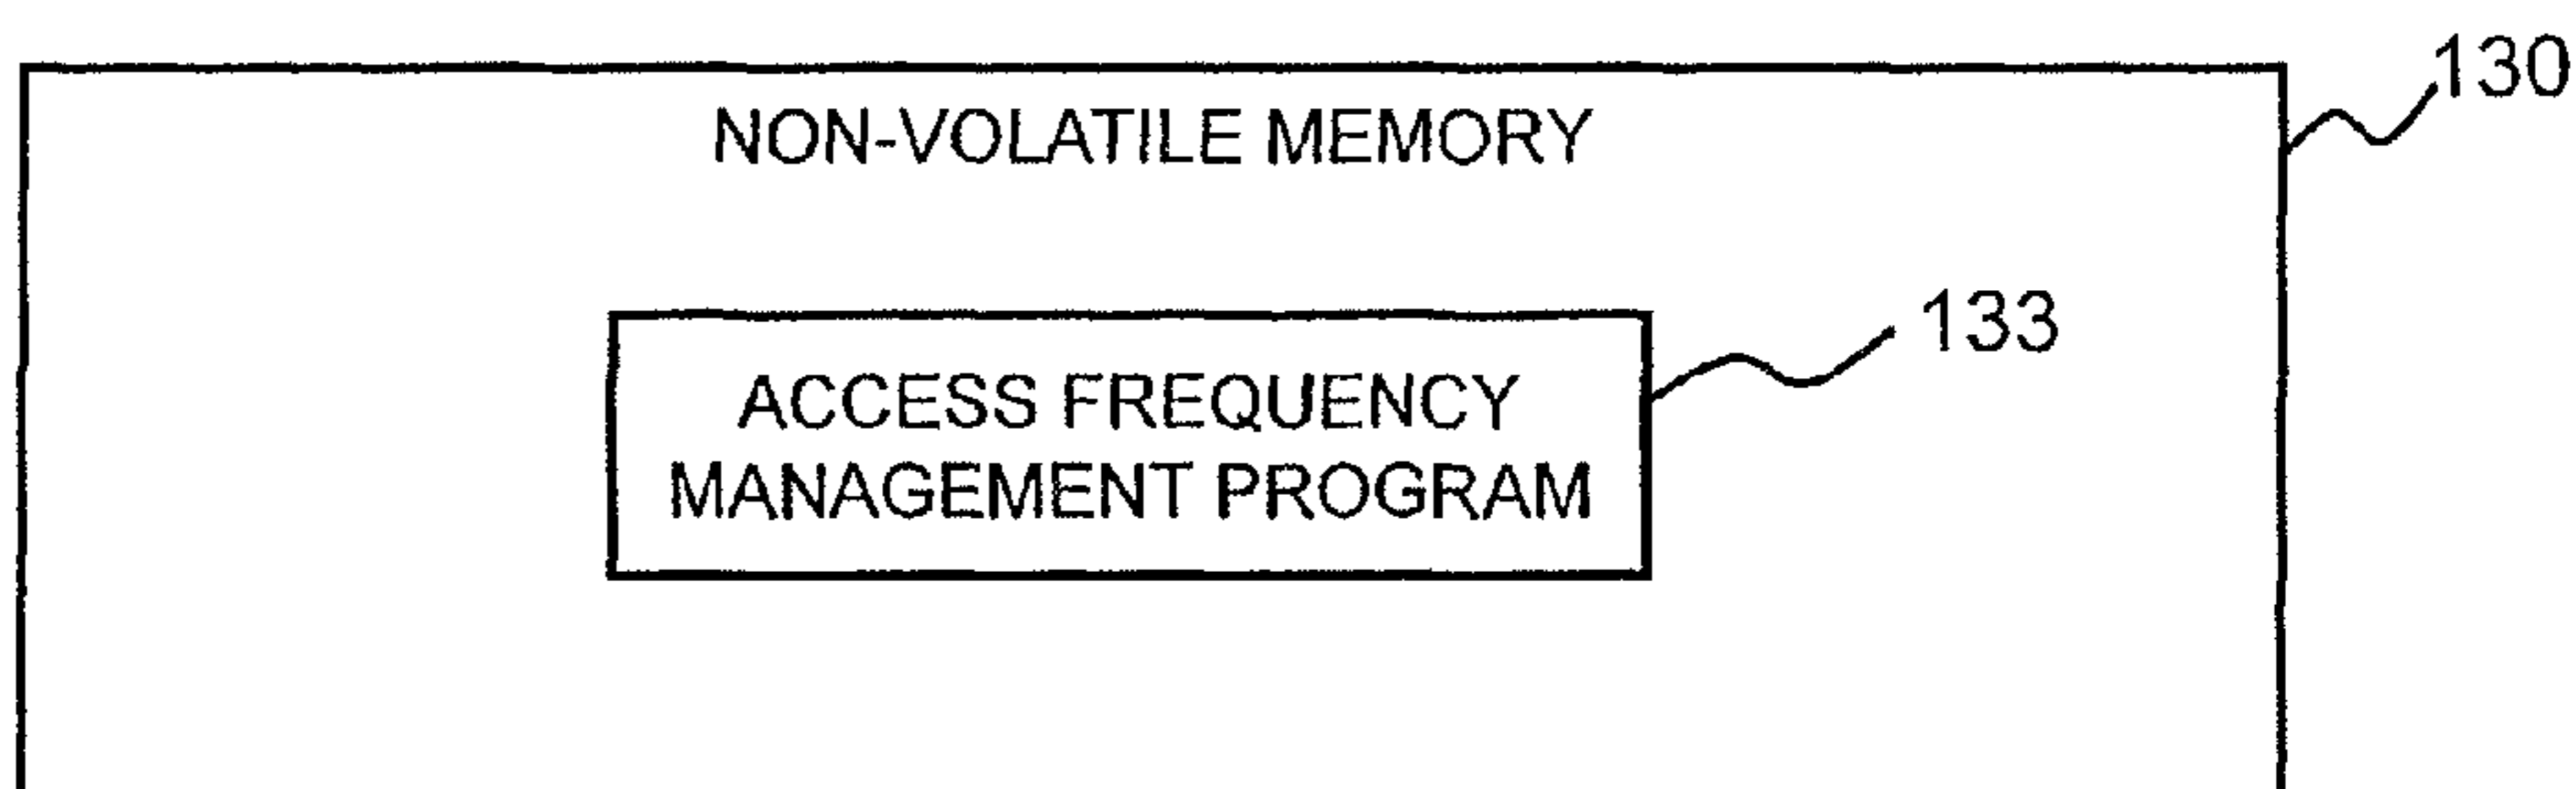 130
NON-VOLATILE MEMORY
133
ACCESS FREQUENCY
MANAGEMENT PROGRAM